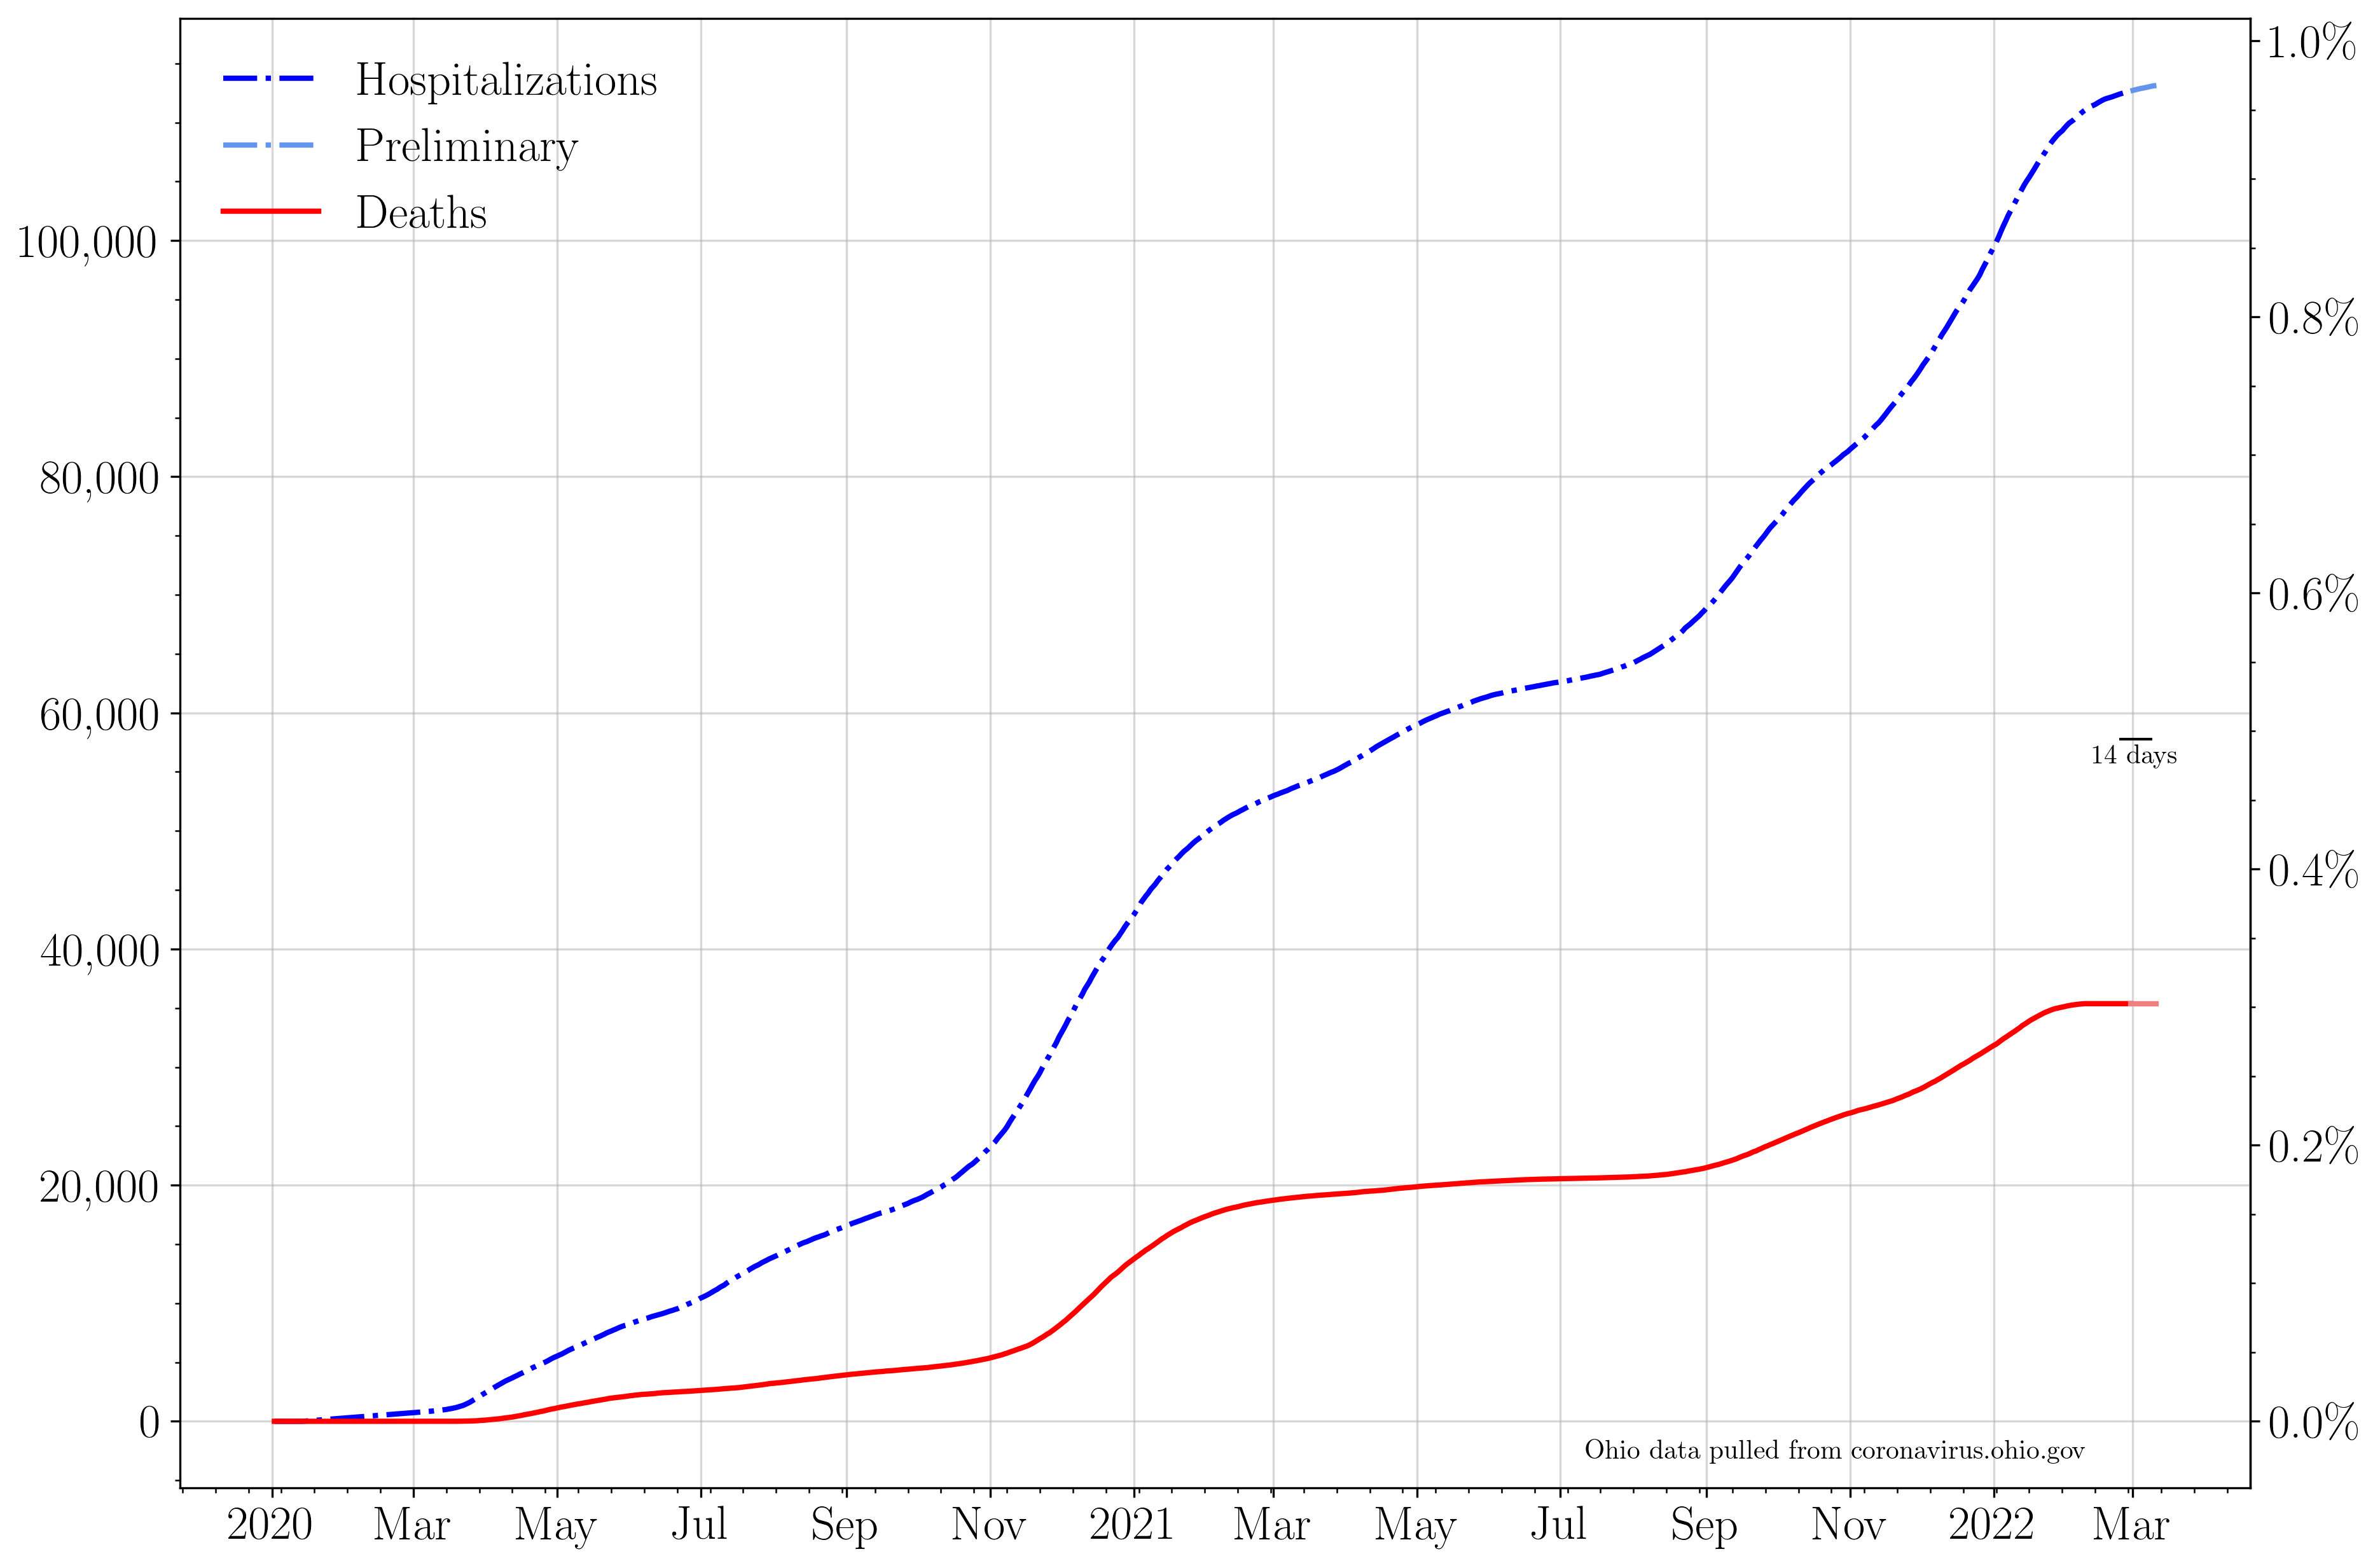 Hospitalizations
Preliminary
Deaths
100,000
80,000
60,000
40,000
20,000
0
1.0%
0.8%
0.6%
0.4%
0.2%
0.0%
14 days
Ohio data pulled from coronavirus.ohio.gov
2020 Mar May Jul Sep Nov 2021 Mar May Jul Sep Nov 2022 Mar